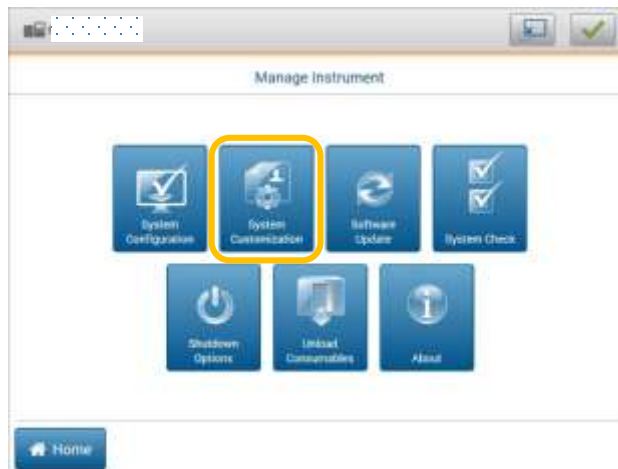 Manage Instrument
System
Configuration
System
Customization
Software
Update
System Check
Shutdown
Options
Unload
Consumables
About
Home